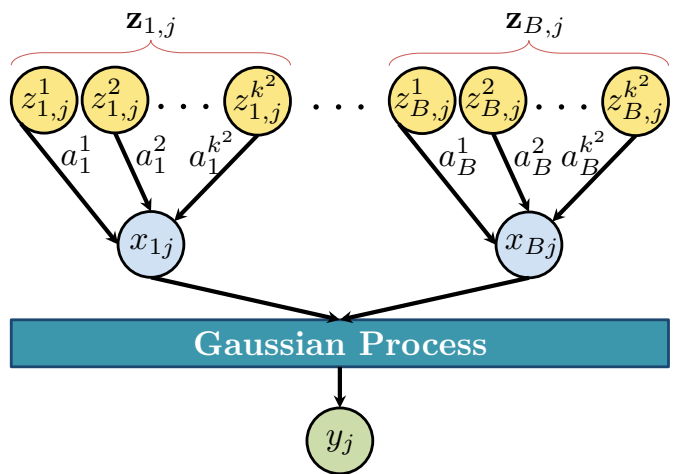 𝐳_{1,j} 𝐳_{B,j}
z^1_{1,j} z^2_{1,j} ... z^{k^2}_{1,j} ... z^1_{B,j} z^2_{B,j} ... z^{k^2}_{B,j}
a^1_1 a^2_1 a^{k^2}_1 a^1_B a^2_B a^{k^2}_B
x_{1j} x_{Bj}
Gaussian Process
y_j